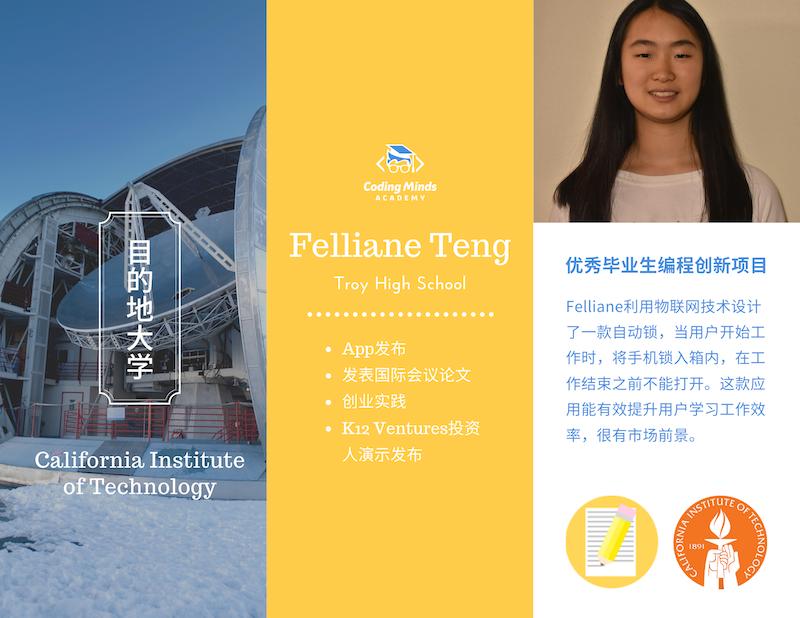 目的地大学
California Institute
of Technology
Coding Minds
ACADEMY
Felliane Teng
Troy High School
App发布
发表国际会议论文
创业实践
K12 Ventures投资
人演示发布
优秀毕业生编程创新项目
Felliane利用物联网技术设计
了一款自动锁，当用户开始工
作时，将手机锁入箱内，在工
作结束之前不能打开。这款应
用能有效提升用户学习工作效
率，很有市场前景。
CALIFORNIA INSTITUTE OF TECHNOLOGY
1891